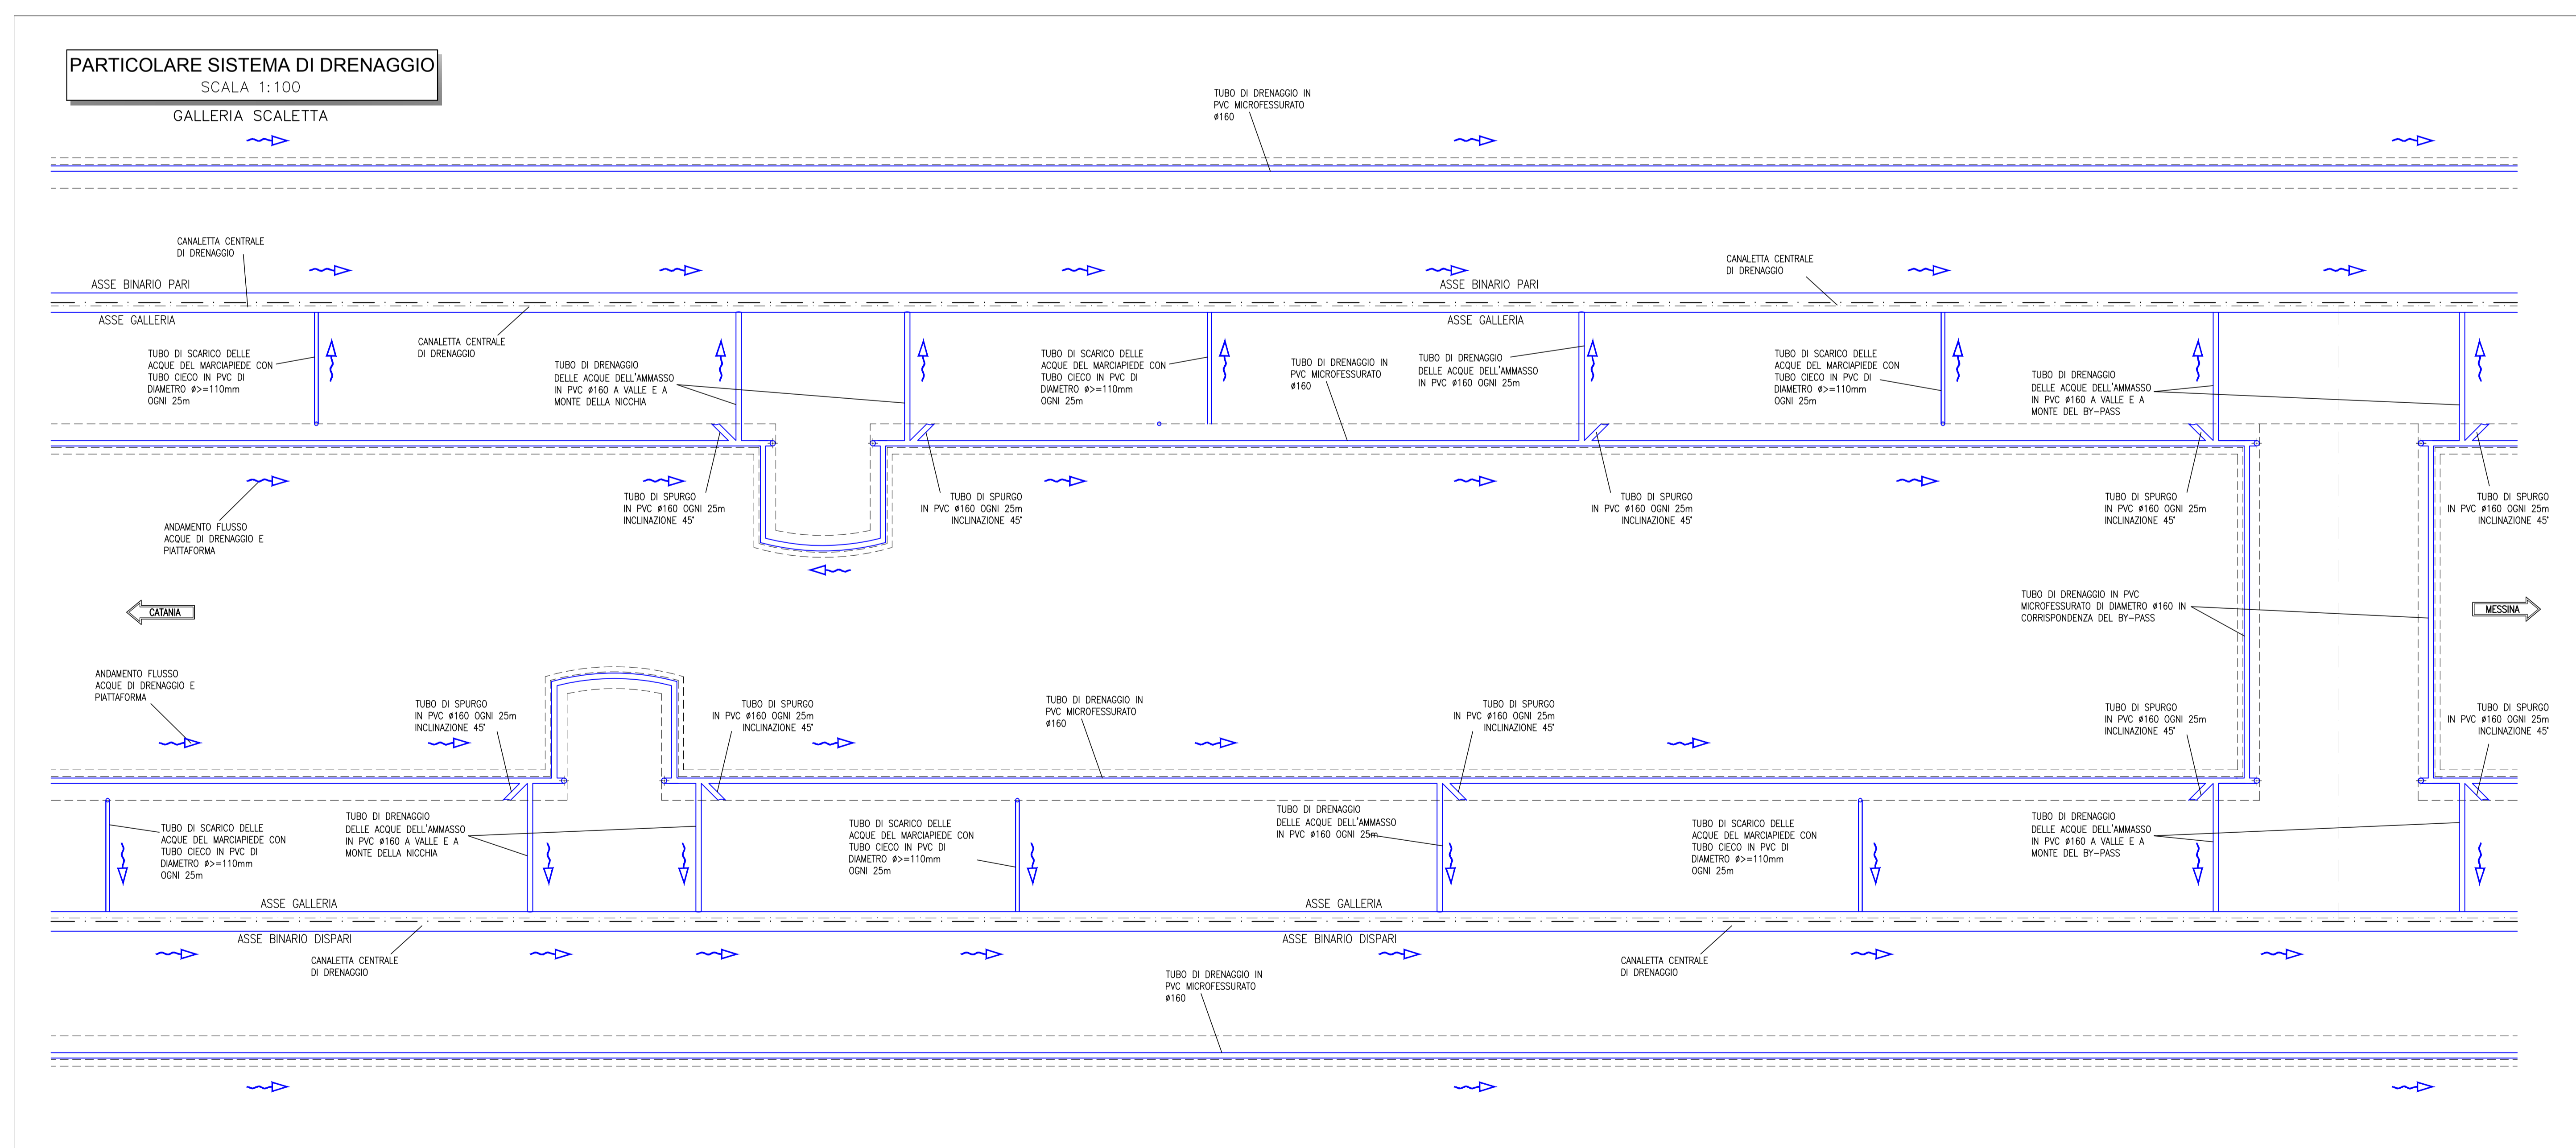 PARTICOLARE SISTEMA DI DRENAGGIO
SCALA 1:100
GALLERIA SCALETTA
TUBO DI DRENAGGIO IN
PVC MICROFESSURATO
ø160
CANALETTA CENTRALE
DI DRENAGGIO
CANALETTA CENTRALE
DI DRENAGGIO
ASSE BINARIO PARI
ASSE BINARIO PARI
ASSE GALLERIA
ASSE GALLERIA
TUBO DI SCARICO DELLE
ACQUE DEL MARCIAPIEDE CON
TUBO CIECO IN PVC DI
DIAMETRO ø>=110mm
OGNI 25m
CANALETTA CENTRALE
DI DRENAGGIO
TUBO DI DRENAGGIO
DELLE ACQUE DELL'AMMASSO
IN PVC ø160 A VALLE E A
MONTE DELLA NICCHIA
TUBO DI SCARICO DELLE
ACQUE DEL MARCIAPIEDE CON
TUBO CIECO IN PVC DI
DIAMETRO ø>=110mm
OGNI 25m
TUBO DI DRENAGGIO IN
PVC MICROFESSURATO
ø160
TUBO DI DRENAGGIO
DELLE ACQUE DELL'AMMASSO
IN PVC ø160 OGNI 25m
TUBO DI SCARICO DELLE
ACQUE DEL MARCIAPIEDE CON
TUBO CIECO IN PVC DI
DIAMETRO ø>=110mm
OGNI 25m
TUBO DI DRENAGGIO
DELLE ACQUE DELL'AMMASSO
IN PVC ø160 A VALLE E A
MONTE DEL BY-PASS
ANDAMENTO FLUSSO
ACQUE DI DRENAGGIO E
PIATTAFORMA
TUBO DI SPURGO
IN PVC ø160 OGNI 25m
INCLINAZIONE 45°
TUBO DI SPURGO
IN PVC ø160 OGNI 25m
INCLINAZIONE 45°
TUBO DI SPURGO
IN PVC ø160 OGNI 25m
INCLINAZIONE 45°
TUBO DI SPURGO
IN PVC ø160 OGNI 25m
INCLINAZIONE 45°
TUBO DI SPURGO
IN PVC ø160 OGNI 25m
INCLINAZIONE 45°
CATANIA
TUBO DI DRENAGGIO IN PVC
MICROFESSURATO DI DIAMETRO ø160 IN
CORRISPONDENZA DEL BY-PASS
MESSINA
ANDAMENTO FLUSSO
ACQUE DI DRENAGGIO E
PIATTAFORMA
TUBO DI SPURGO
IN PVC ø160 OGNI 25m
INCLINAZIONE 45°
TUBO DI SPURGO
IN PVC ø160 OGNI 25m
INCLINAZIONE 45°
TUBO DI DRENAGGIO IN
PVC MICROFESSURATO
ø160
TUBO DI SPURGO
IN PVC ø160 OGNI 25m
INCLINAZIONE 45°
TUBO DI SPURGO
IN PVC ø160 OGNI 25m
INCLINAZIONE 45°
TUBO DI SPURGO
IN PVC ø160 OGNI 25m
INCLINAZIONE 45°
TUBO DI SCARICO DELLE
ACQUE DEL MARCIAPIEDE CON
TUBO CIECO IN PVC DI
DIAMETRO ø>=110mm
OGNI 25m
TUBO DI DRENAGGIO
DELLE ACQUE DELL'AMMASSO
IN PVC ø160 A VALLE E A
MONTE DELLA NICCHIA
TUBO DI SCARICO DELLE
ACQUE DEL MARCIAPIEDE CON
TUBO CIECO IN PVC DI
DIAMETRO ø>=110mm
OGNI 25m
TUBO DI DRENAGGIO
DELLE ACQUE DELL'AMMASSO
IN PVC ø160 OGNI 25m
TUBO DI SCARICO DELLE
ACQUE DEL MARCIAPIEDE CON
TUBO CIECO IN PVC DI
DIAMETRO ø>=110mm
OGNI 25m
TUBO DI DRENAGGIO
DELLE ACQUE DELL'AMMASSO
IN PVC ø160 A VALLE E A
MONTE DEL BY-PASS
ASSE GALLERIA
ASSE GALLERIA
ASSE BINARIO DISPARI
ASSE BINARIO DISPARI
CANALETTA CENTRALE
DI DRENAGGIO
CANALETTA CENTRALE
DI DRENAGGIO
TUBO DI DRENAGGIO IN
PVC MICROFESSURATO
ø160